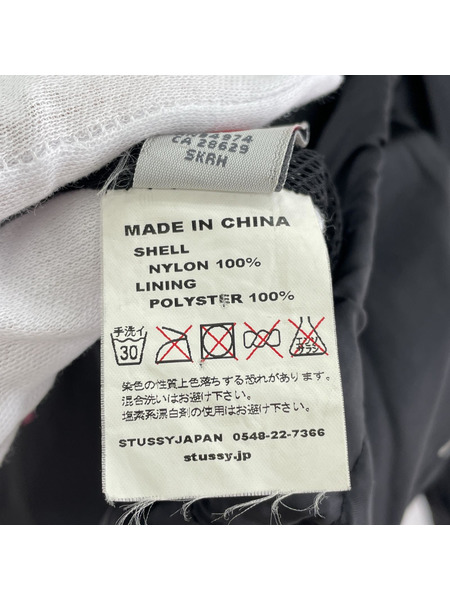 CA 28629
SKRH
MADE IN CHINA
SHELL
NYLON 100%
LINING
POLYSTER 100%
手洗イ
30
エンソ
サラシ
染色の性質上色落ちする恐れがあります。
混合洗いはお避け下さい。
塩素系漂白剤の使用はお避け下さい。
STUSSYJAPAN 0548-22-7366
stussy.jp